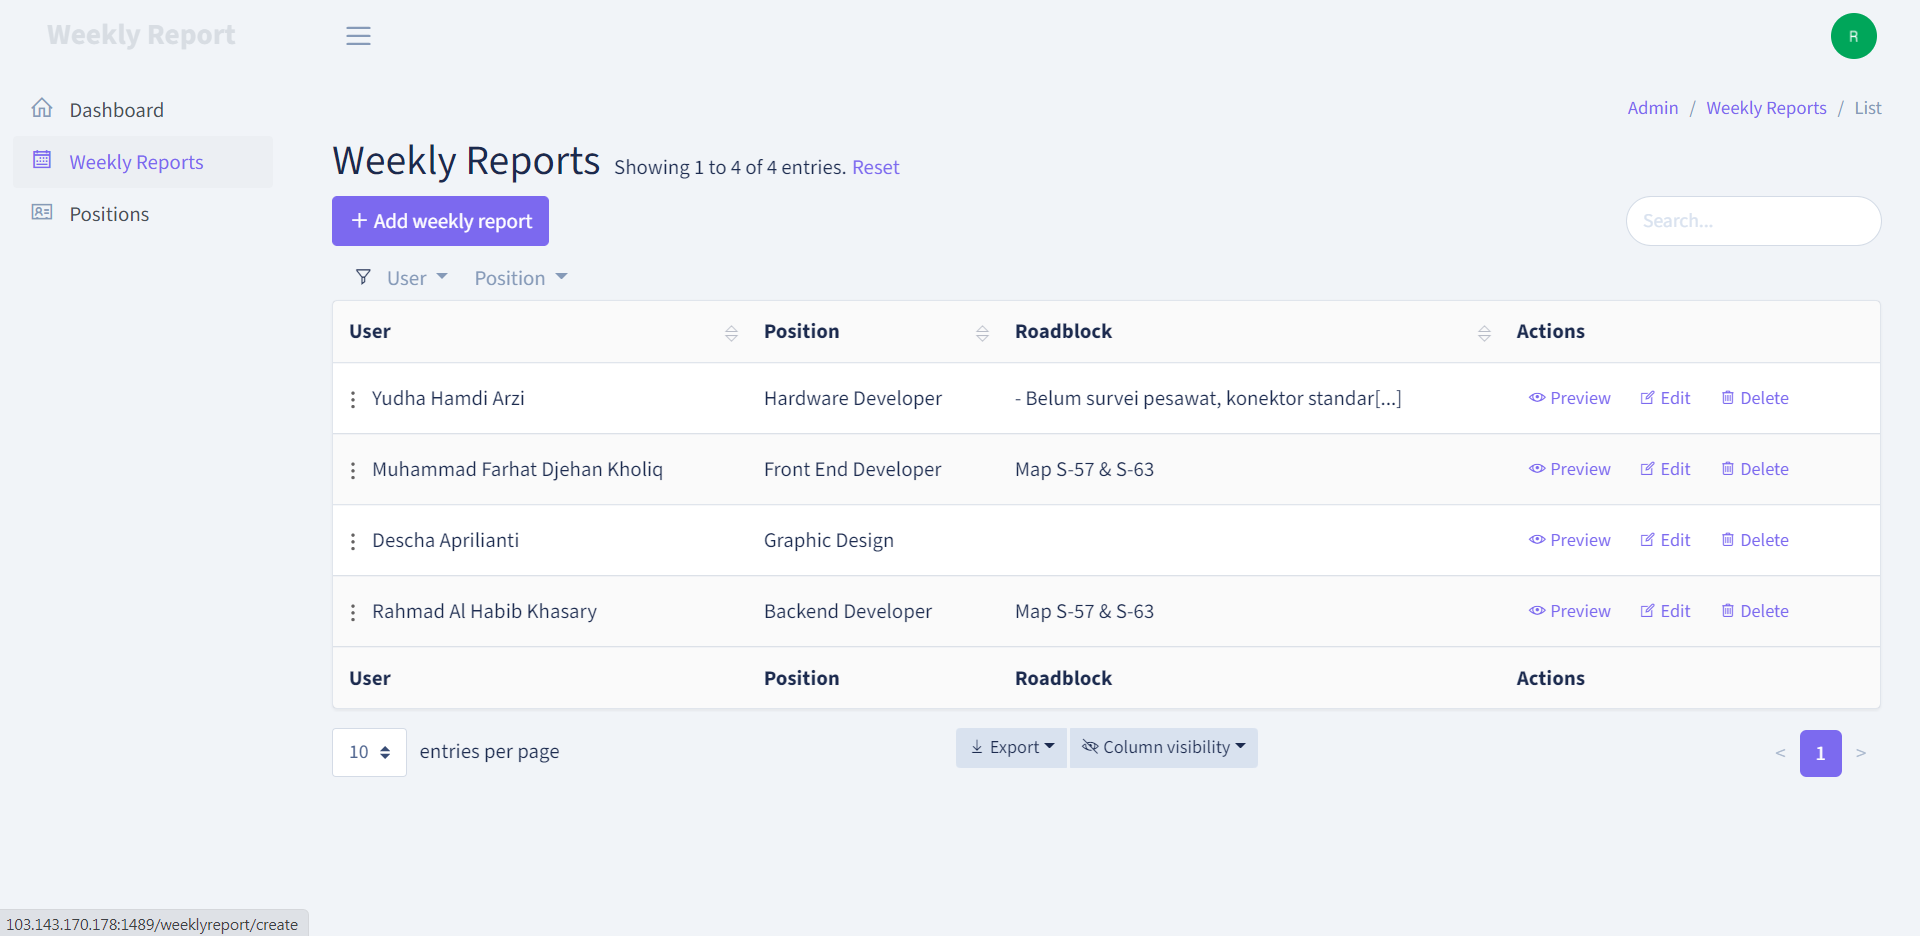 Weekly Report
R
Dashboard
Weekly Reports
Positions
Admin / Weekly Reports / List
Weekly Reports Showing 1 to 4 of 4 entries. Reset
+ Add weekly report
Search...
User Position
User Position Roadblock Actions
Yudha Hamdi Arzi Hardware Developer - Belum survei pesawat, konektor standar[...] Preview Edit Delete
Muhammad Farhat Djehan Kholiq Front End Developer Map S-57 & S-63 Preview Edit Delete
Descha Aprilianti Graphic Design Preview Edit Delete
Rahmad Al Habib Khasary Backend Developer Map S-57 & S-63 Preview Edit Delete
User Position Roadblock Actions
10 entries per page Export Column visibility < 1 >
103.143.170.178:1489/weeklyreport/create